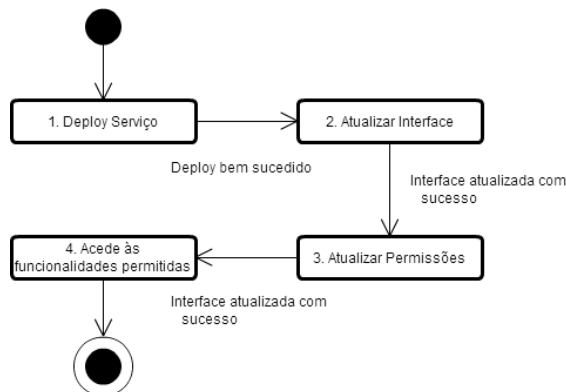 1. Deploy Serviço
2. Atualizar Interface
Deploy bem sucedido
Interface atualizada com
sucesso
4. Acede às
funcionalidades permitidas
3. Atualizar Permissões
Interface atualizada com
sucesso